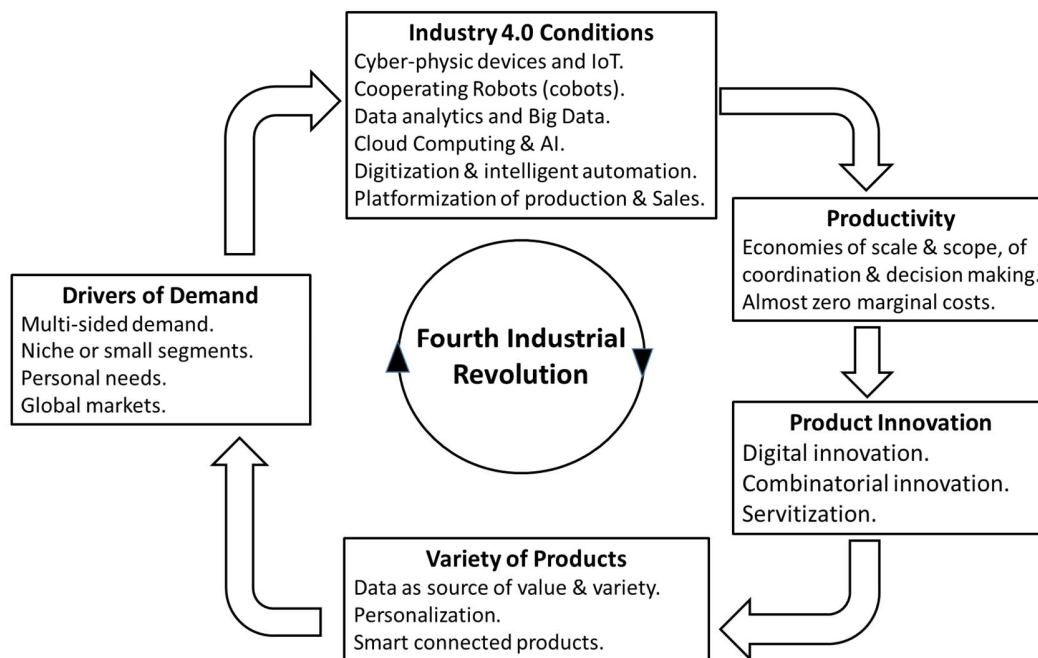 Industry 4.0 Conditions
Cyber-physic devices and IoT.
Cooperating Robots (cobots).
Data analytics and Big Data.
Cloud Computing & AI.
Digitization & intelligent automation.
Platformization of production & Sales.
Productivity
Economies of scale & scope, of
coordination & decision making.
Almost zero marginal costs.
Product Innovation
Digital innovation.
Combinatorial innovation.
Servitization.
Variety of Products
Data as source of value & variety.
Personalization.
Smart connected products.
Drivers of Demand
Multi-sided demand.
Niche or small segments.
Personal needs.
Global markets.
Fourth Industrial
Revolution